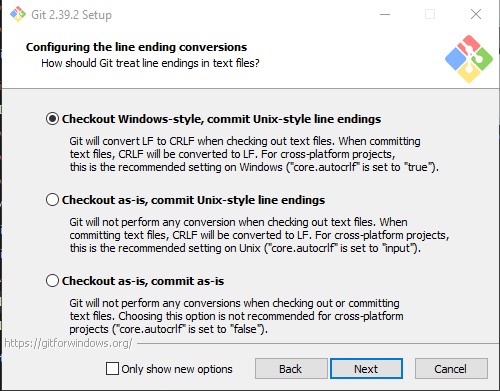 Git 2.39.2 Setup
Configuring the line ending conversions
How should Git treat line endings in text files?
Checkout Windows-style, commit Unix-style line endings
Git will convert LF to CRLF when checking out text files. When committing
text files, CRLF will be converted to LF. For cross-platform projects,
this is the recommended setting on Windows ("core.autocrlf" is set to "true").
Checkout as-is, commit Unix-style line endings
Git will not perform any conversion when checking out text files. When
committing text files, CRLF will be converted to LF. For cross-platform projects,
this is the recommended setting on Unix ("core.autocrlf" is set to "input").
Checkout as-is, commit as-is
Git will not perform any conversions when checking out or committing
text files. Choosing this option is not recommended for cross-platform
projects ("core.autocrlf" is set to "false").
https://gitforwindows.org/
Only show new options
Back
Next
Cancel